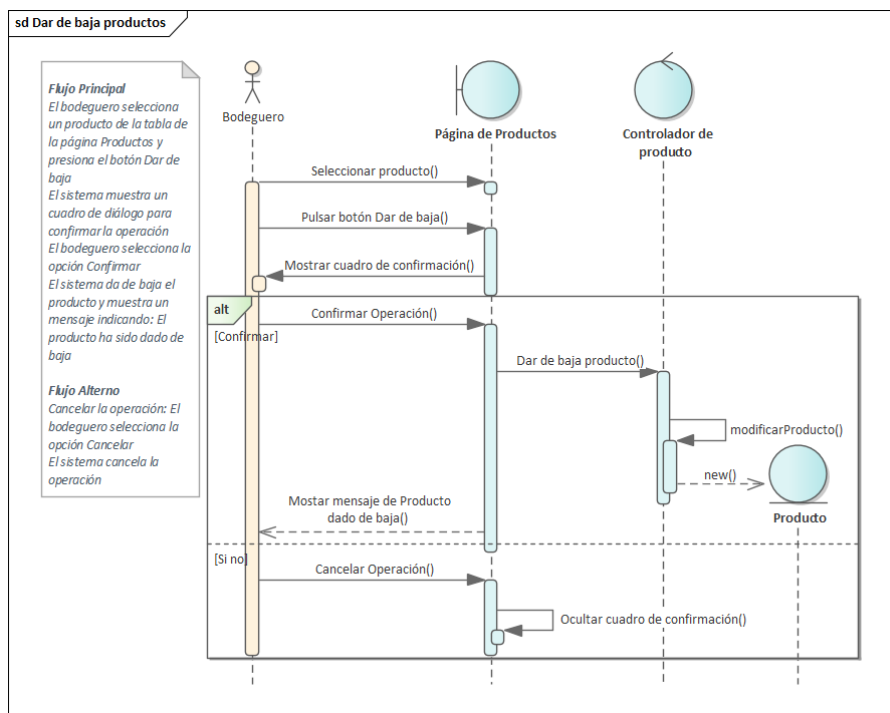 sd Dar de baja productos
Flujo Principal
El bodeguero selecciona
un producto de la tabla de
la página Productos y
presiona el botón Dar de
baja
El sistema muestra un
cuadro de diálogo para
confirmar la operación
El bodeguero selecciona la
opción Confirmar
El sistema da de baja el
producto y muestra un
mensaje indicando: El
producto ha sido dado de
baja
Flujo Alterno
Cancelar la operación: El
bodeguero selecciona la
opción Cancelar
El sistema cancela la
operación
Bodeguero
Página de Productos
Controlador de
producto
Seleccionar producto()
Pulsar botón Dar de baja()
Mostrar cuadro de confirmación()
alt
[Confirmar]
Confirmar Operación()
Dar de baja producto()
modificarProducto()
new()
Producto
Mostar mensaje de Producto
dado de baja()
[Si no]
Cancelar Operación()
Ocultar cuadro de confirmación()